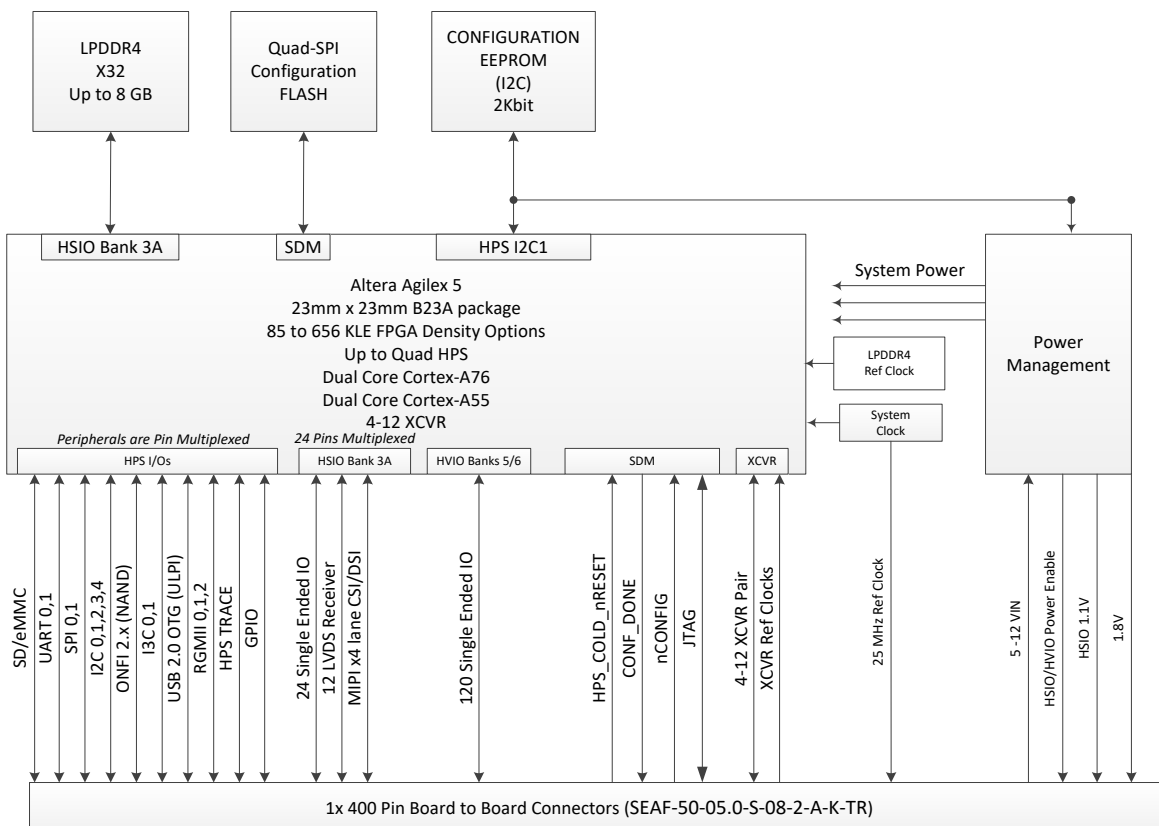 LPDDR4
X32
Up to 8 GB
Quad-SPI
Configuration
FLASH
CONFIGURATION
EEPROM
(I2C)
2Kbit
HSIO Bank 3A
SDM
HPS I2C1
Altera Agilex 5
23mm x 23mm B23A package
85 to 656 KLE FPGA Density Options
Up to Quad HPS
Dual Core Cortex-A76
Dual Core Cortex-A55
4-12 XCVR
System Power
LPDDR4
Ref Clock
System
Clock
Power
Management
Peripherals are Pin Multiplexed
24 Pins Multiplexed
HPS I/Os
HSIO Bank 3A
HVIO Banks 5/6
SDM
XCVR
SD/eMMC
UART 0,1
SPI 0,1
I2C 0,1,2,3,4
ONFI 2.x (NAND)
I3C 0,1
USB 2.0 OTG (ULPI)
RGMII 0,1,2
HPS TRACE
GPIO
24 Single Ended IO
12 LVDS Receiver
MIPI x4 lane CSI/DSI
120 Single Ended IO
HPS_COLD_nRESET
CONF_DONE
nCONFIG
JTAG
4-12 XCVR Pair
XCVR Ref Clocks
25 MHz Ref Clock
5 -12 VIN
HSIO/HVIO Power Enable
HSIO 1.1V
1.8V
1x 400 Pin Board to Board Connectors (SEAF-50-05.0-S-08-2-A-K-TR)